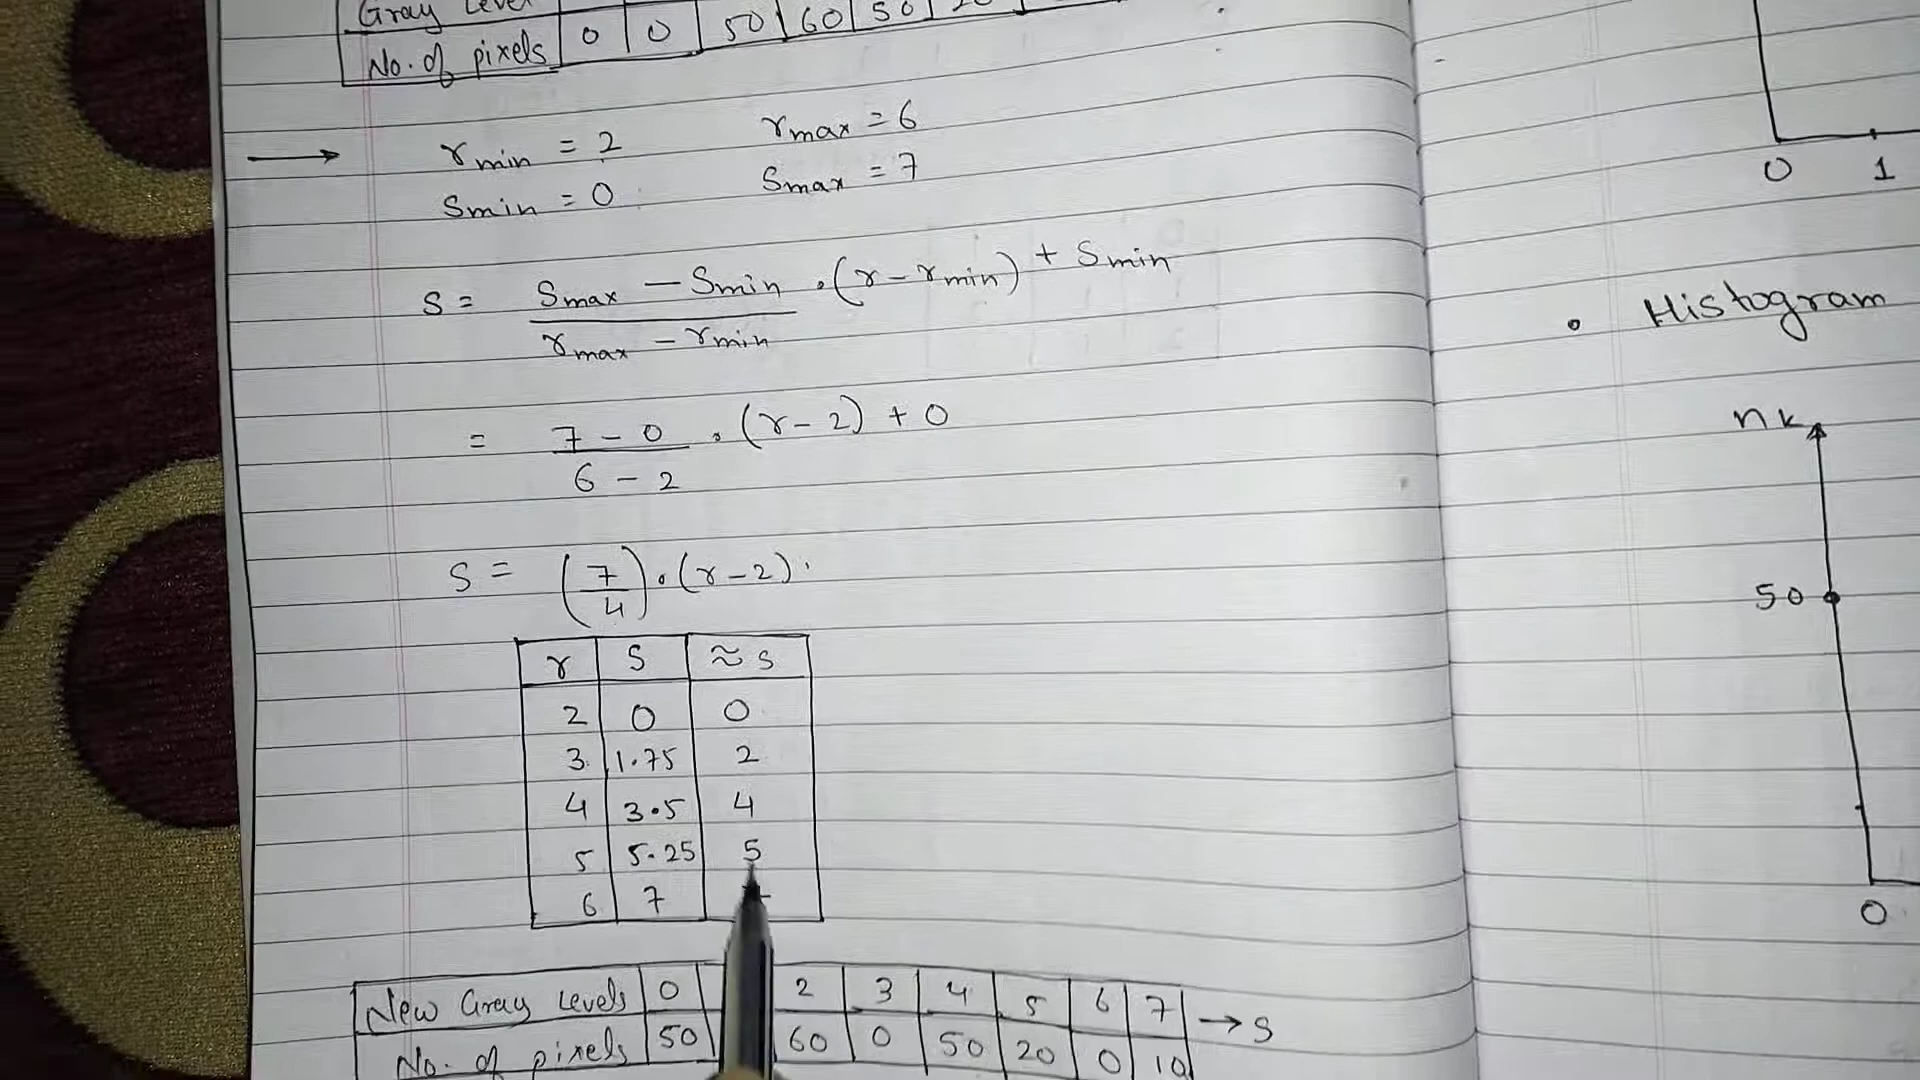 Gray Level
No. of pixels 0 0 50 60 50 20
rmin = 2 rmax = 6
Smin = 0 Smax = 7
S = Smax - Smin / rmax - rmin . (r - rmin) + Smin
= 7 - 0 / 6 - 2 . (r - 2) + 0
S = (7/4) . (r - 2).
r S ≈ s
2 0 0
3 1.75 2
4 3.5 4
5 5.25 5
6 7
New Gray Levels 0 2 3 4 5 6 7 → S
No. of pixels 50 60 0 50 20 0 10
0 1
• Histogram
nk
50
0